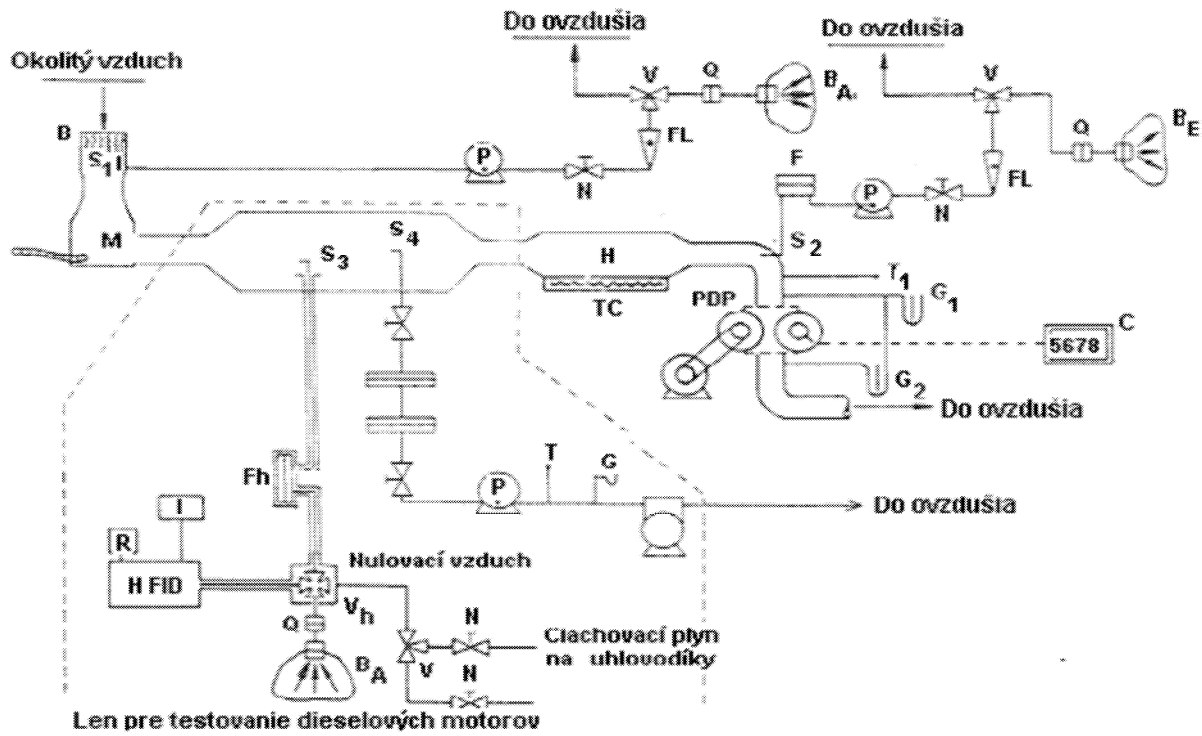 Do ovzdušia
Do ovzdušia
Okolitý vzduch
V
Q
B A.
V
B
FL
Q
B E
S 1 I
P
N
F
P
N
FL
M
S 3
S 4
H
S 2
T 1
TC
PDP
G 1
C
5678
G 2
Do ovzdušia
Fh
T
G
P
Do ovzdušia
I
R
Nulovací vzduch
H FID
V h
Q
N
Ciachovací plyn
na uhlovodíky
B A
V
N
Len pre testovanie dieselových motorov